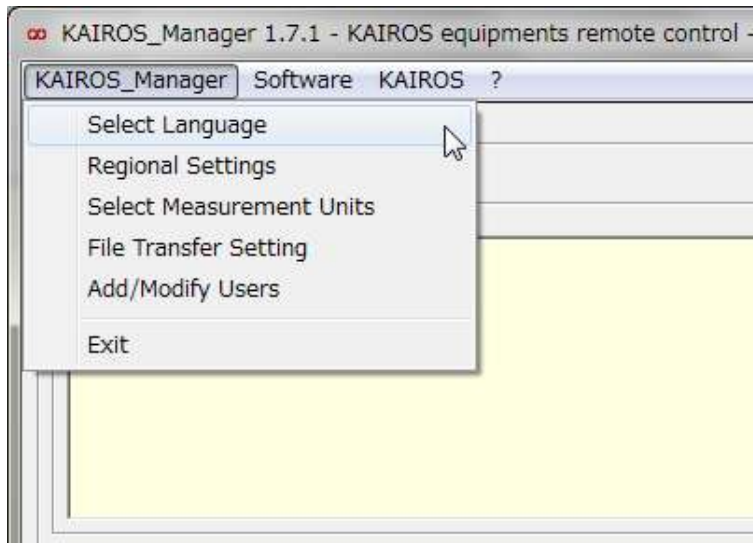 KAIROS_Manager 1.7.1 - KAIROS equipments remote control -
KAIROS_Manager Software KAIROS ?
Select Language
Regional Settings
Select Measurement Units
File Transfer Setting
Add/Modify Users
Exit